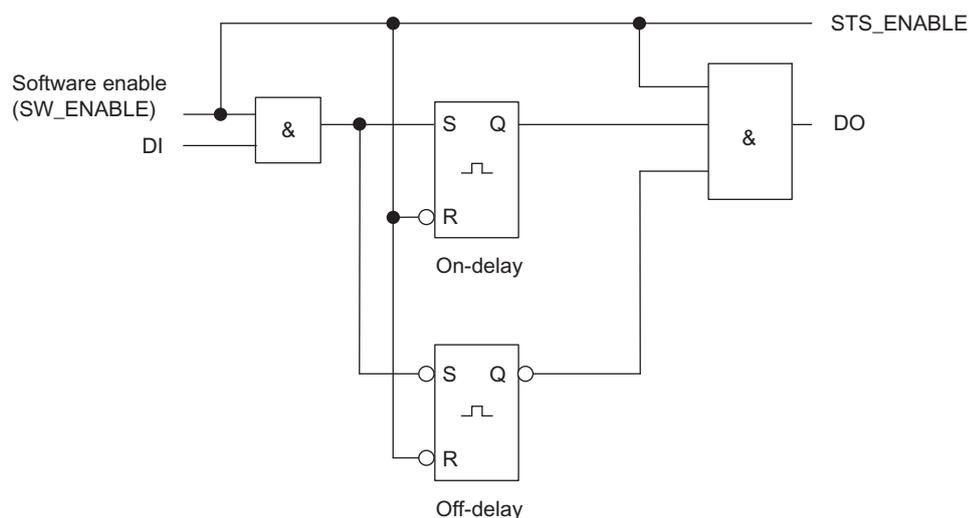 STS_ENABLE
Software enable
(SW_ENABLE)
DI
&
S Q
R
On-delay
&
DO
S Q
R
Off-delay